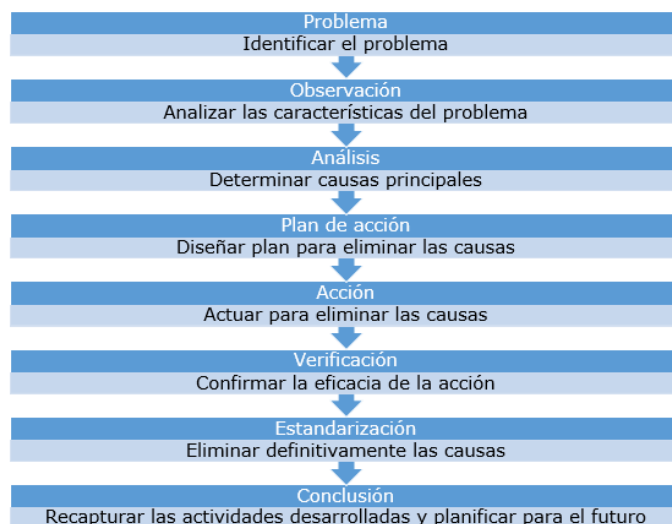 Problema
Identificar el problema
Observación
Analizar las características del problema
Análisis
Determinar causas principales
Plan de acción
Diseñar plan para eliminar las causas
Acción
Actuar para eliminar las causas
Verificación
Confirmar la eficacia de la acción
Estandarización
Eliminar definitivamente las causas
Conclusión
Recapturar las actividades desarrolladas y planificar para el futuro